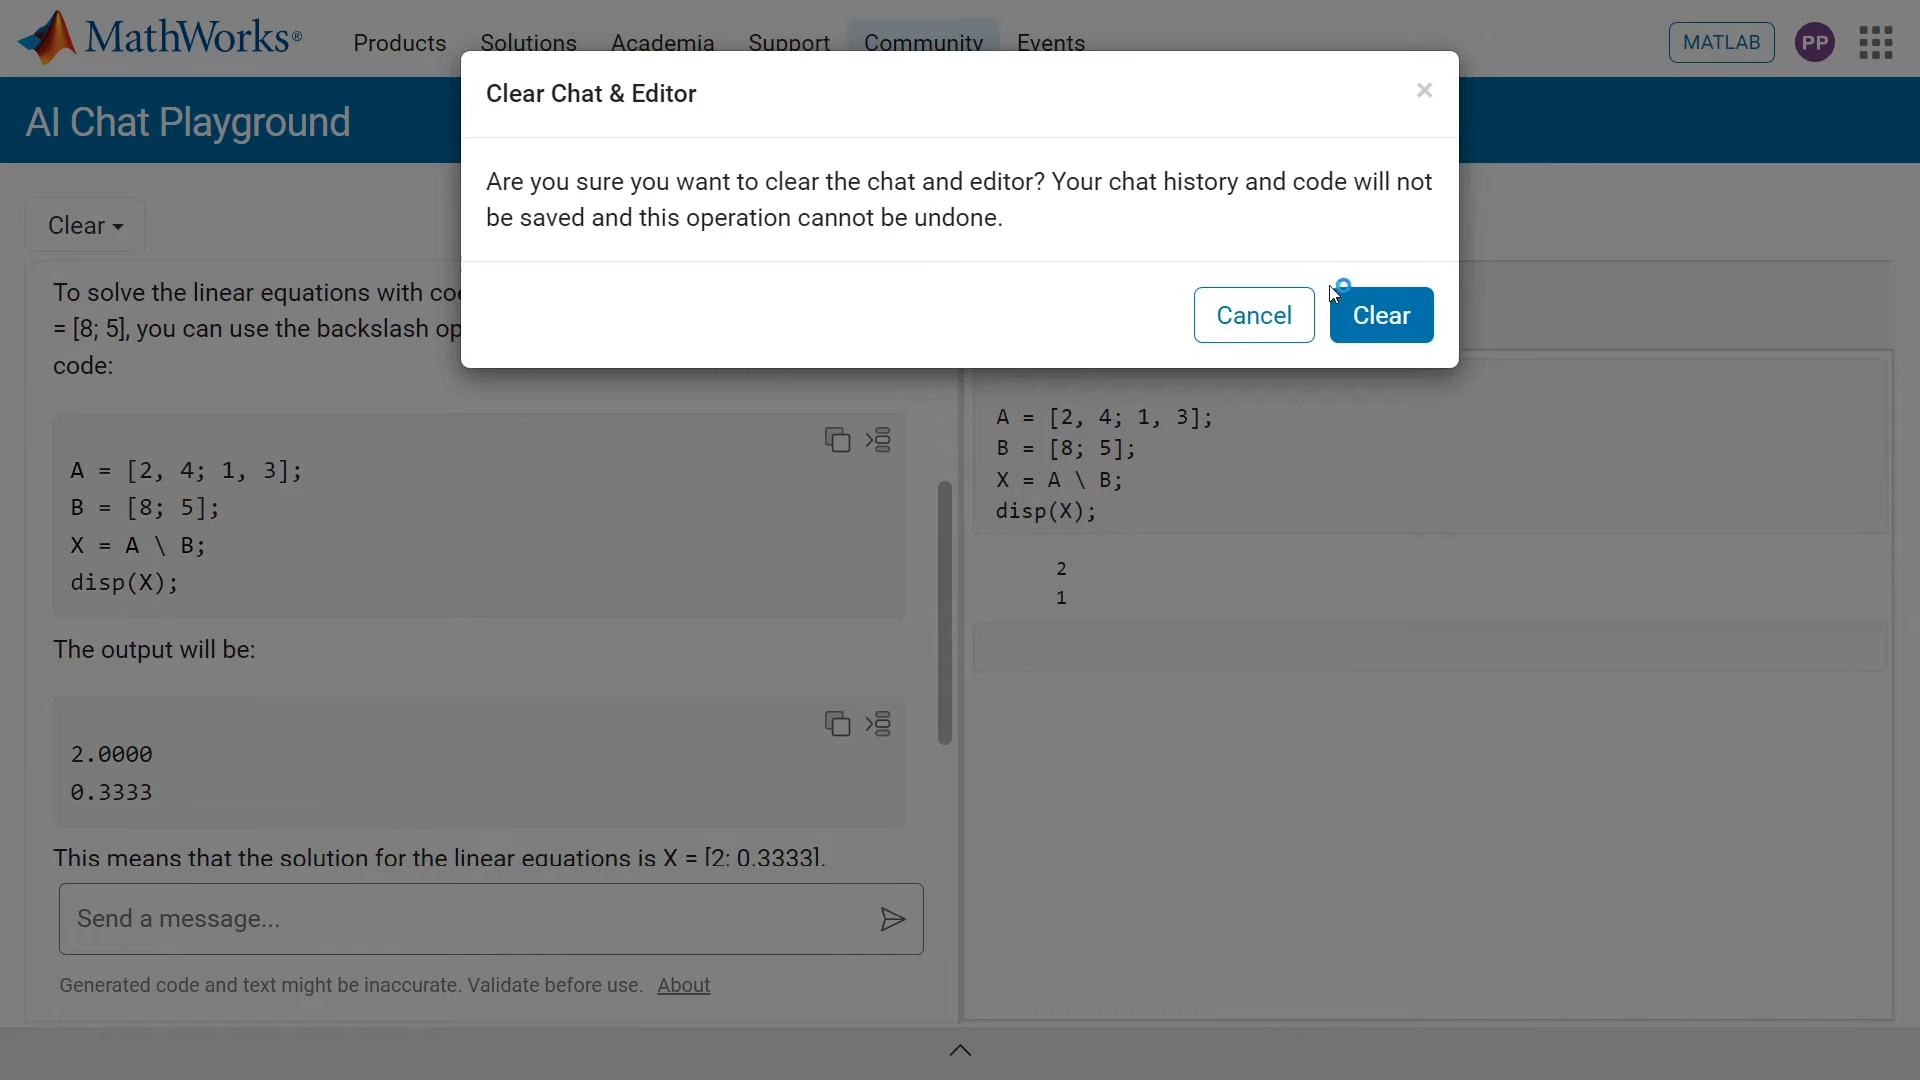 MathWorks®
Products Solutions Academia Support Community Events
MATLAB PP
AI Chat Playground
Clear Chat & Editor
×
Are you sure you want to clear the chat and editor? Your chat history and code will not
be saved and this operation cannot be undone.
Cancel Clear
Clear
To solve the linear equations with
= [8; 5], you can use the backslash
code:
A = [2, 4; 1, 3];
B = [8; 5];
X = A \ B;
disp(X);
The output will be:
2.0000
0.3333
This means that the solution for the linear equations is X = [2; 0.3333].
Send a message...
Generated code and text might be inaccurate. Validate before use. About
A = [2, 4; 1, 3];
B = [8; 5];
X = A \ B;
disp(X);
2
1